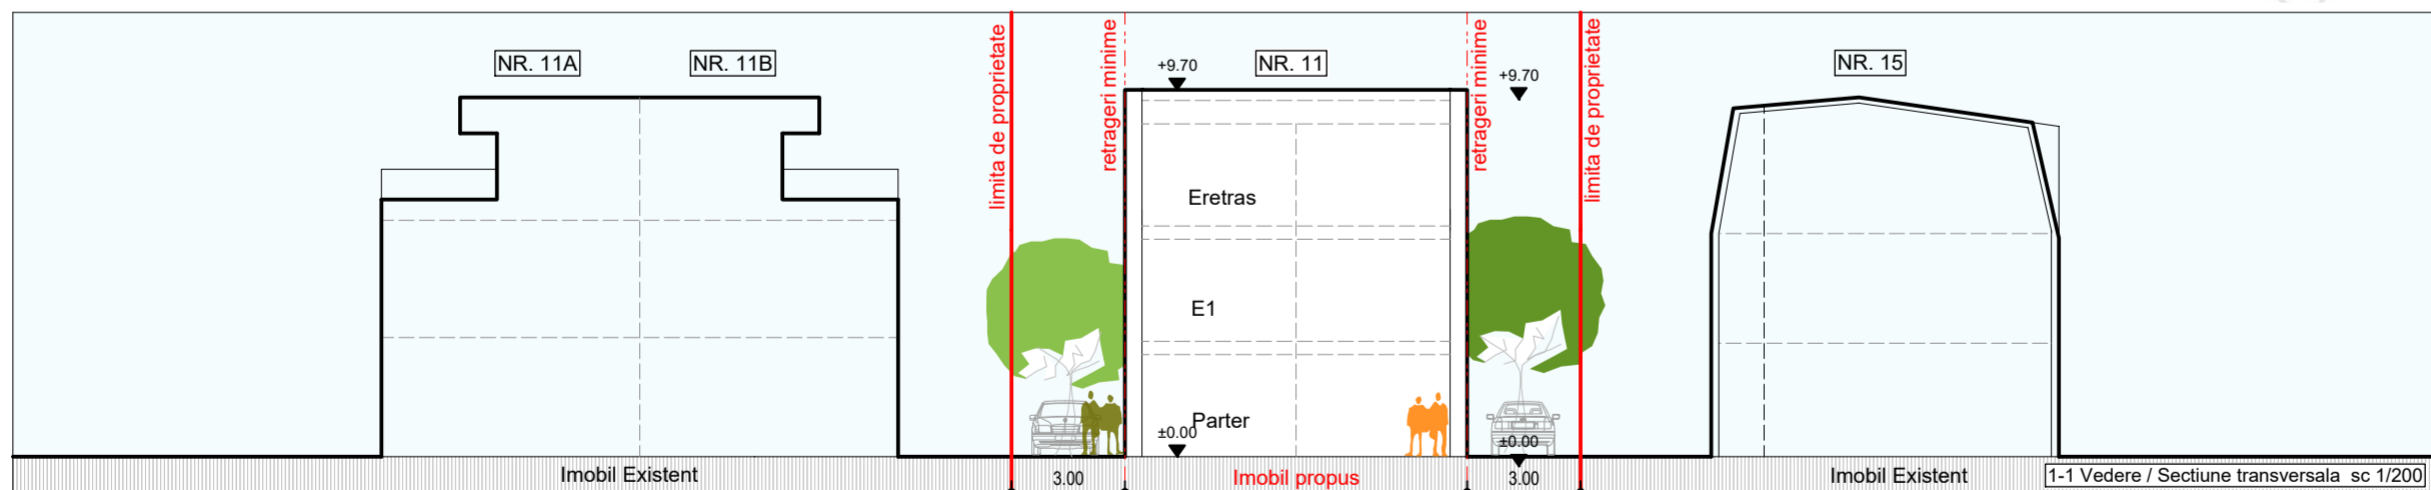 NR. 11A
NR. 11B
limita de proprietate
retrageri minime
+9.70
NR. 11
retrageri minime
+9.70
limita de proprietate
NR. 15
Eretras
E1
Parter
±0.00
±0.00
Imobil Existent
3.00
Imobil propus
3.00
Imobil Existent
1-1 Vedere / Sectiune transversala sc 1/200